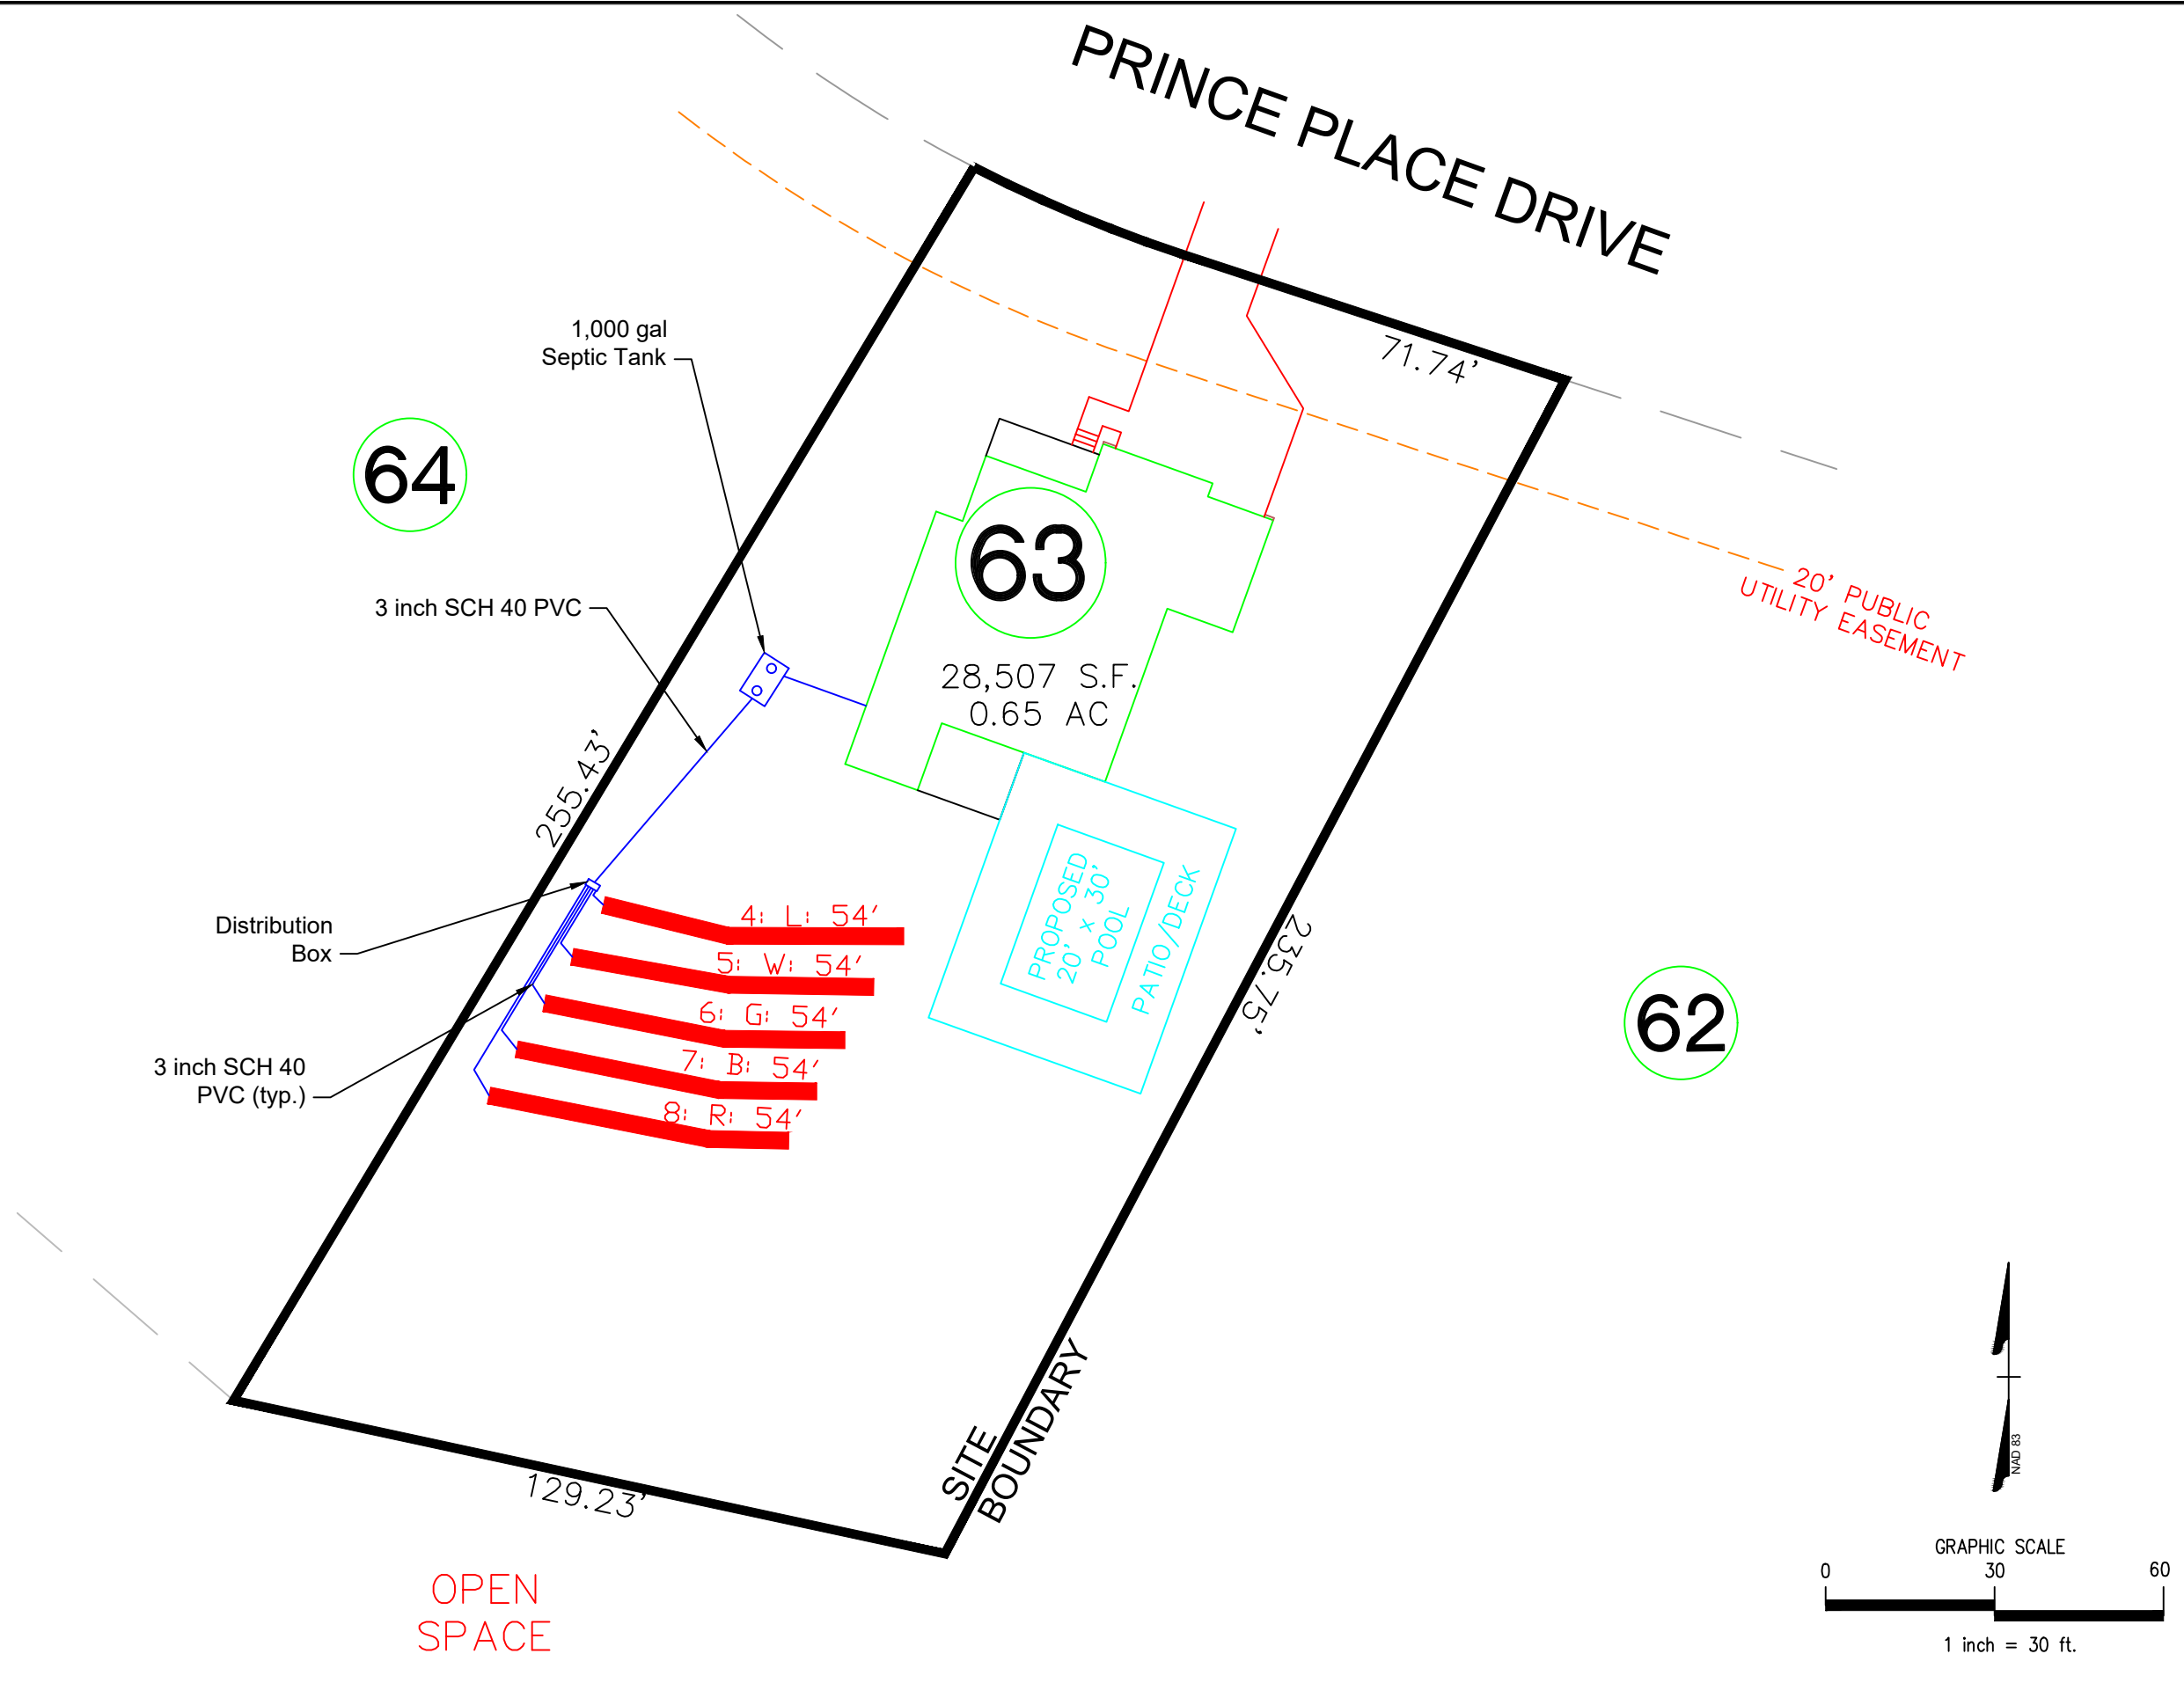 PRINCE PLACE DRIVE
71.74'
1,000 gal
Septic Tank
64
63
3 inch SCH 40 PVC
20' PUBLIC
UTILITY EASEMENT
28,507 S.F.
0.65 AC
255.43'
Distribution
Box
4: L: 54'
5: W: 54'
6: G: 54'
7: B: 54'
8: R: 54'
PROPOSED
20' x 30'
POOL
PATIO/DECK
235.75'
62
3 inch SCH 40
PVC (typ.)
SITE
BOUNDARY
129.23'
OPEN
SPACE
NAD 83
GRAPHIC SCALE
0 30 60
1 inch = 30 ft.